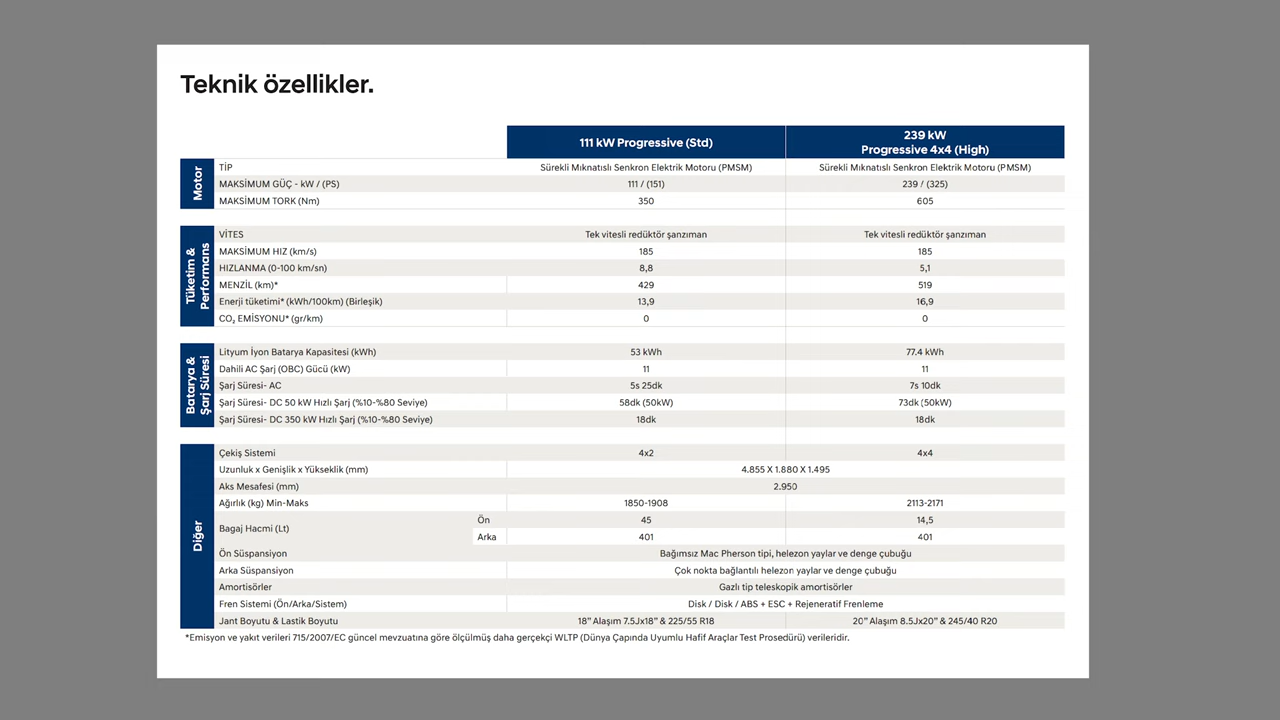 Teknik özellikler.
111 kW Progressive (Std)
239 kW
Progressive 4x4 (High)
Motor
TİP Sürekli Mıknatıslı Senkron Elektrik Motoru (PMSM) Sürekli Mıknatıslı Senkron Elektrik Motoru (PMSM)
MAKSİMUM GÜÇ - kW / (PS) 111 / (151) 239 / (325)
MAKSİMUM TORK (Nm) 350 605
Tüketim &
Performans
VİTES Tek vitesli redüktör şanzıman Tek vitesli redüktör şanzıman
MAKSİMUM HIZ (km/s) 185 185
HIZLANMA (0-100 km/sn) 8,8 5,1
MENZİL (km)* 429 519
Enerji tüketimi* (kWh/100km) (Birleşik) 13,9 16,9
CO₂ EMİSYONU* (gr/km) 0 0
Batarya &
Şarj Süresi
Lityum İyon Batarya Kapasitesi (kWh) 53 kWh 77.4 kWh
Dahili AC Şarj (OBC) Gücü (kW) 11 11
Şarj Süresi- AC 5s 25dk 7s 10dk
Şarj Süresi- DC 50 kW Hızlı Şarj (%10-%80 Seviye) 58dk (50kW) 73dk (50kW)
Şarj Süresi- DC 350 kW Hızlı Şarj (%10-%80 Seviye) 18dk 18dk
Diğer
Çekiş Sistemi 4x2 4x4
Uzunluk x Genişlik x Yükseklik (mm) 4.855 X 1.880 X 1.495
Aks Mesafesi (mm) 2.950
Ağırlık (kg) Min-Maks 1850-1908 2113-2171
Bagaj Hacmi (Lt)
Ön 45 14,5
Arka 401 401
Ön Süspansiyon Bağımsız Mac Pherson tipi, helezon yaylar ve denge çubuğu
Arka Süspansiyon Çok nokta bağlantılı helezon yaylar ve denge çubuğu
Amortisörler Gazlı tip teleskopik amortisörler
Fren Sistemi (Ön/Arka/Sistem) Disk / Disk / ABS + ESC + Rejeneratif Frenleme
Jant Boyutu & Lastik Boyutu 18” Alaşım 7.5Jx18” & 225/55 R18 20” Alaşım 8.5Jx20” & 245/40 R20
*Emisyon ve yakıt verileri 715/2007/EC güncel mevzuatına göre ölçülmüş daha gerçekçi WLTP (Dünya Çapında Uyumlu Hafif Araçlar Test Prosedürü) verileridir.